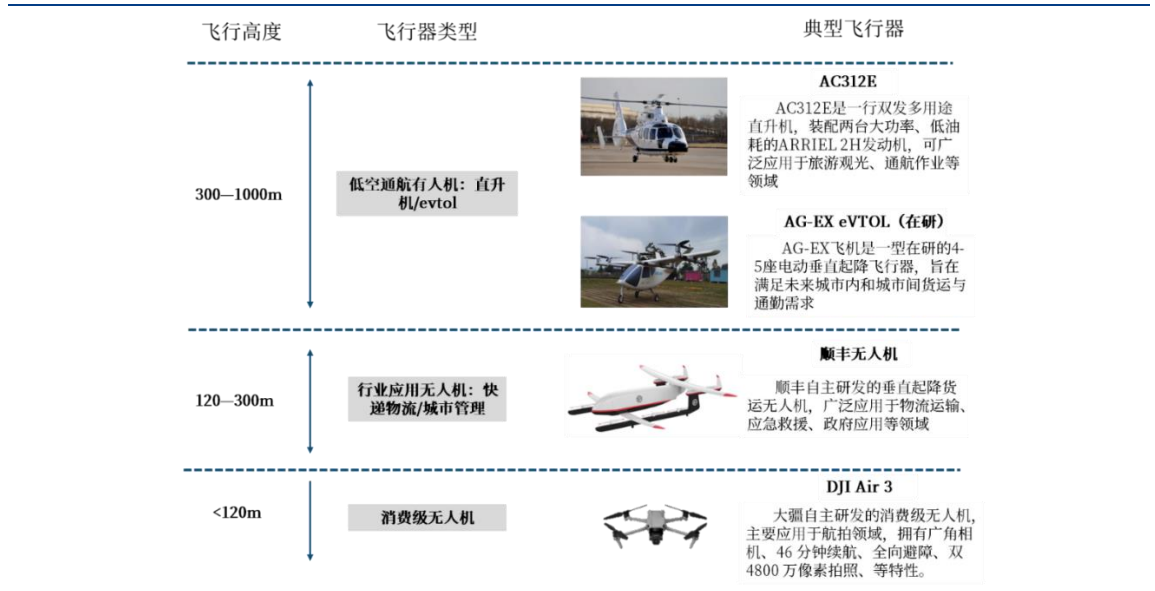 飞行高度
飞行器类型
典型飞行器
300—1000m
低空通航有人机：直升
机/evtol
AC312E
AC312E是一行双发多用途
直升机，装配两台大功率、低油
耗的ARRIEL 2H发动机，可广
泛应用于旅游观光、通航作业等
领域
AG-EX eVTOL（在研）
AG-EX飞机是一型在研的4-
5座电动垂直起降飞行器，旨在
满足未来城市内和城市间货运与
通勤需求
120—300m
行业应用无人机：快
递物流/城市管理
顺丰无人机
顺丰自主研发的垂直起降货
运无人机，广泛应用于物流运输、
应急救援、政府应用等领域
<120m
消费级无人机
DJI Air 3
大疆自主研发的消费级无人机，
主要应用于航拍领域，拥有广角相
机、46 分钟续航、全向避障、双
4800 万像素拍照、等特性。